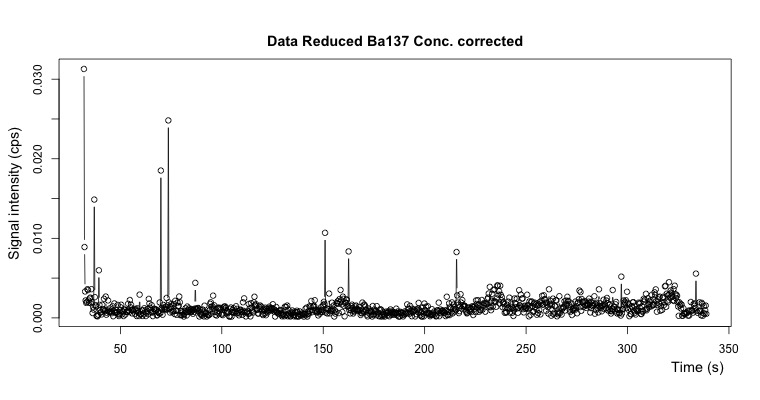 Data Reduced Ba137 Conc. corrected
Signal intensity (cps)
0.030
0.020
0.010
0.000
50 100 150 200 250 300 350
Time (s)